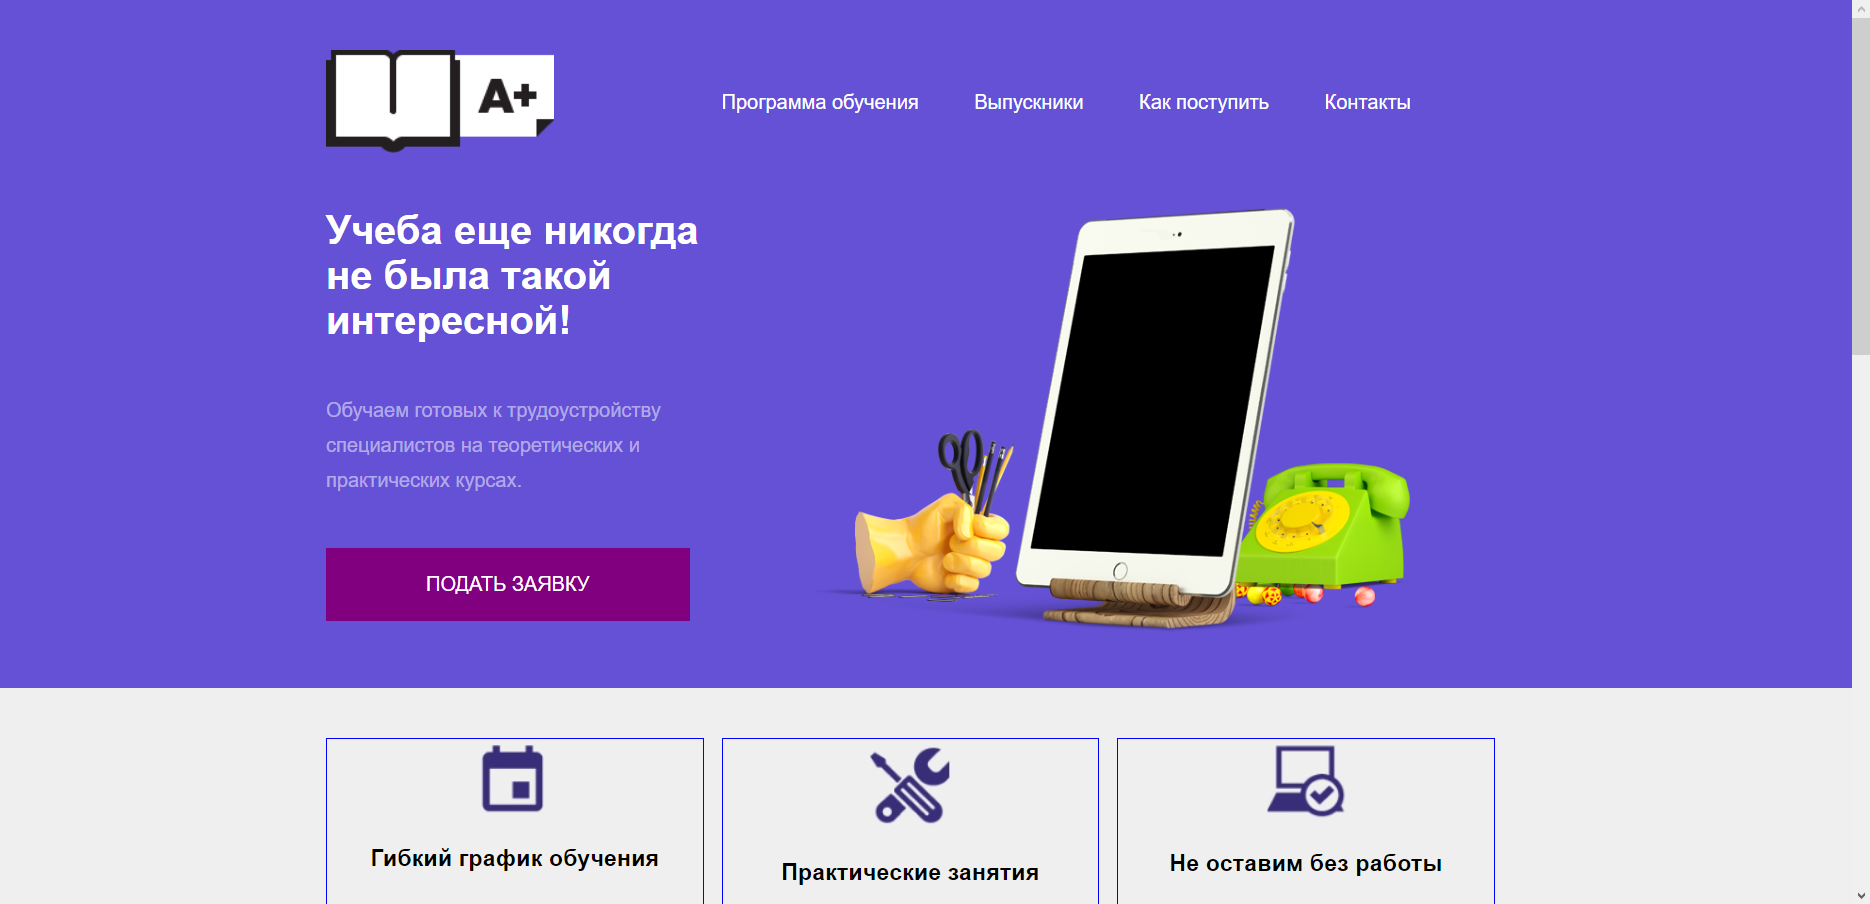 A+
Программа обучения
Выпускники
Как поступить
Контакты
Учеба еще никогда
не была такой
интересной!
Обучаем готовых к трудоустройству
специалистов на теоретических и
практических курсах.
ПОДАТЬ ЗАЯВКУ
Гибкий график обучения
Практические занятия
Не оставим без работы